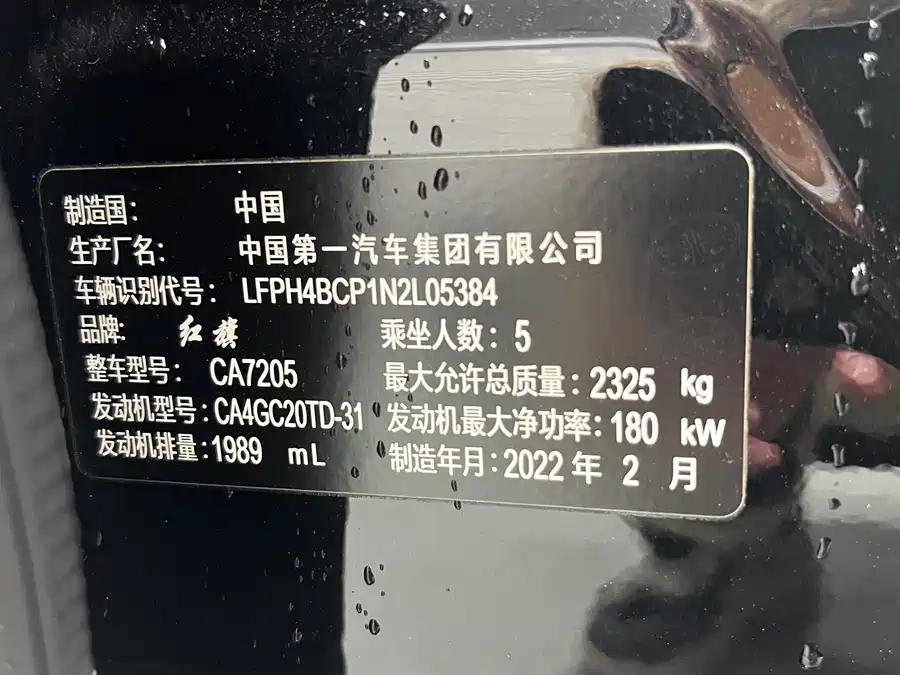 制造国： 中国
生产厂名： 中国第一汽车集团有限公司
车辆识别代号： LFPH4BCP1N2L05384
品牌: 红旗 乘坐人数：5
整车型号： CA7205 最大允许总质量：2325 kg
发动机型号：CA4GC20TD-31 发动机最大净功率：180 kW
发动机排量：1989 mL 制造年月：2022 年 2 月